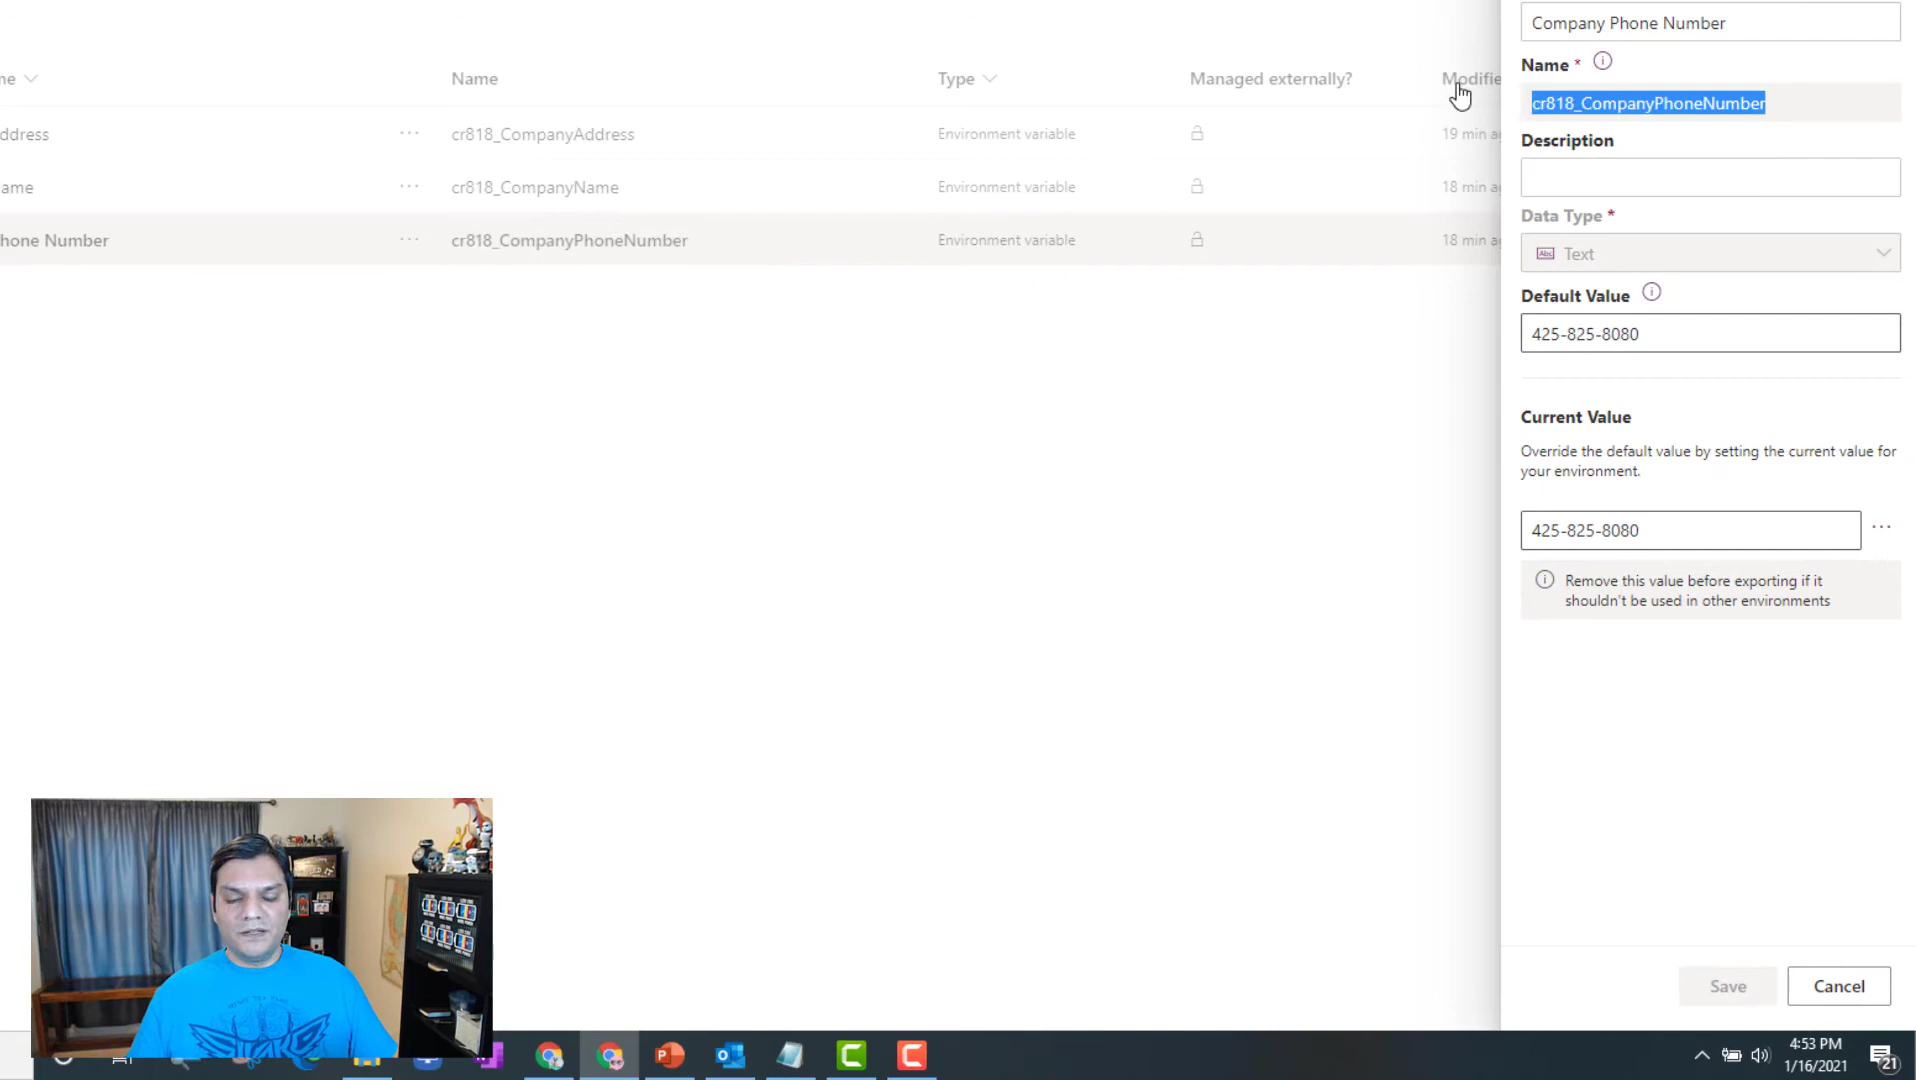 Company Phone Number
Name *
cr818_CompanyPhoneNumber
Description
Data Type *
Abc Text
Default Value
425-825-8080
Current Value
Override the default value by setting the current value for
your environment.
425-825-8080 ...
Remove this value before exporting if it
shouldn't be used in other environments
Save Cancel
me Name Type Managed externally? Modifie
ddress ... cr818_CompanyAddress Environment variable 19 min a
ame ... cr818_CompanyName Environment variable 18 min a
hone Number ... cr818_CompanyPhoneNumber Environment variable 18 min a
4:53 PM
1/16/2021
21